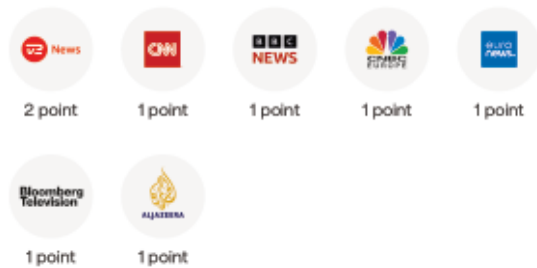 2 News
CNN
BBC
NEWS
CNBC
EUROPE
euro
news.
2 point
1 point
1 point
1 point
1 point
Bloomberg
Television
ALJAZEERA
1 point
1 point